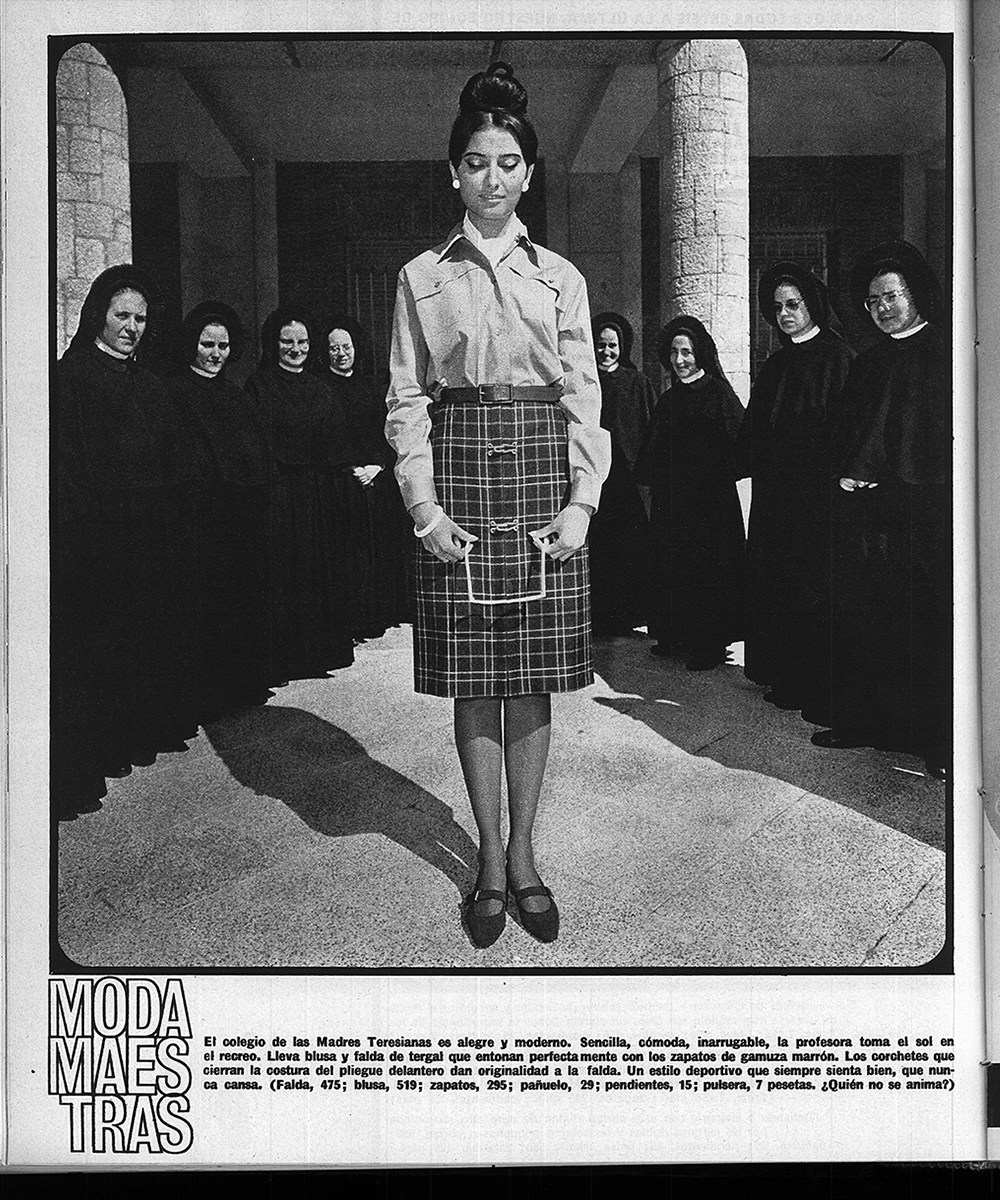 MODA
MAES
TRAS
El colegio de las Madres Teresianas es alegre y moderno. Sencilla, cómoda, inarrugable, la profesora toma el sol en
el recreo. Lleva blusa y falda de tergal que entonan perfectamente con los zapatos de gamuza marrón. Los corchetes que
cierran la costura del pliegue delantero dan originalidad a la falda. Un estilo deportivo que siempre sienta bien, que nun-
ca cansa. (Falda, 475; blusa, 519; zapatos, 295; pañuelo, 29; pendientes, 15; pulsera, 7 pesetas. ¿Quién no se anima?)